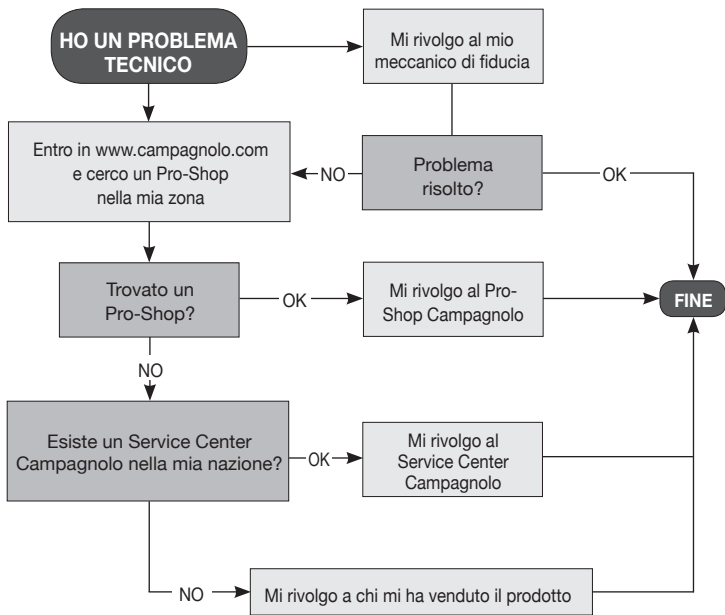 HO UN PROBLEMA
TECNICO
Mi rivolgo al mio
meccanico di fiducia
Entro in www.campagnolo.com
e cerco un Pro-Shop
nella mia zona
NO
Problema
risolto?
OK
Trovato un
Pro-Shop?
OK
Mi rivolgo al Pro-
Shop Campagnolo
FINE
NO
Esiste un Service Center
Campagnolo nella mia nazione?
OK
Mi rivolgo al
Service Center
Campagnolo
NO
Mi rivolgo a chi mi ha venduto il prodotto